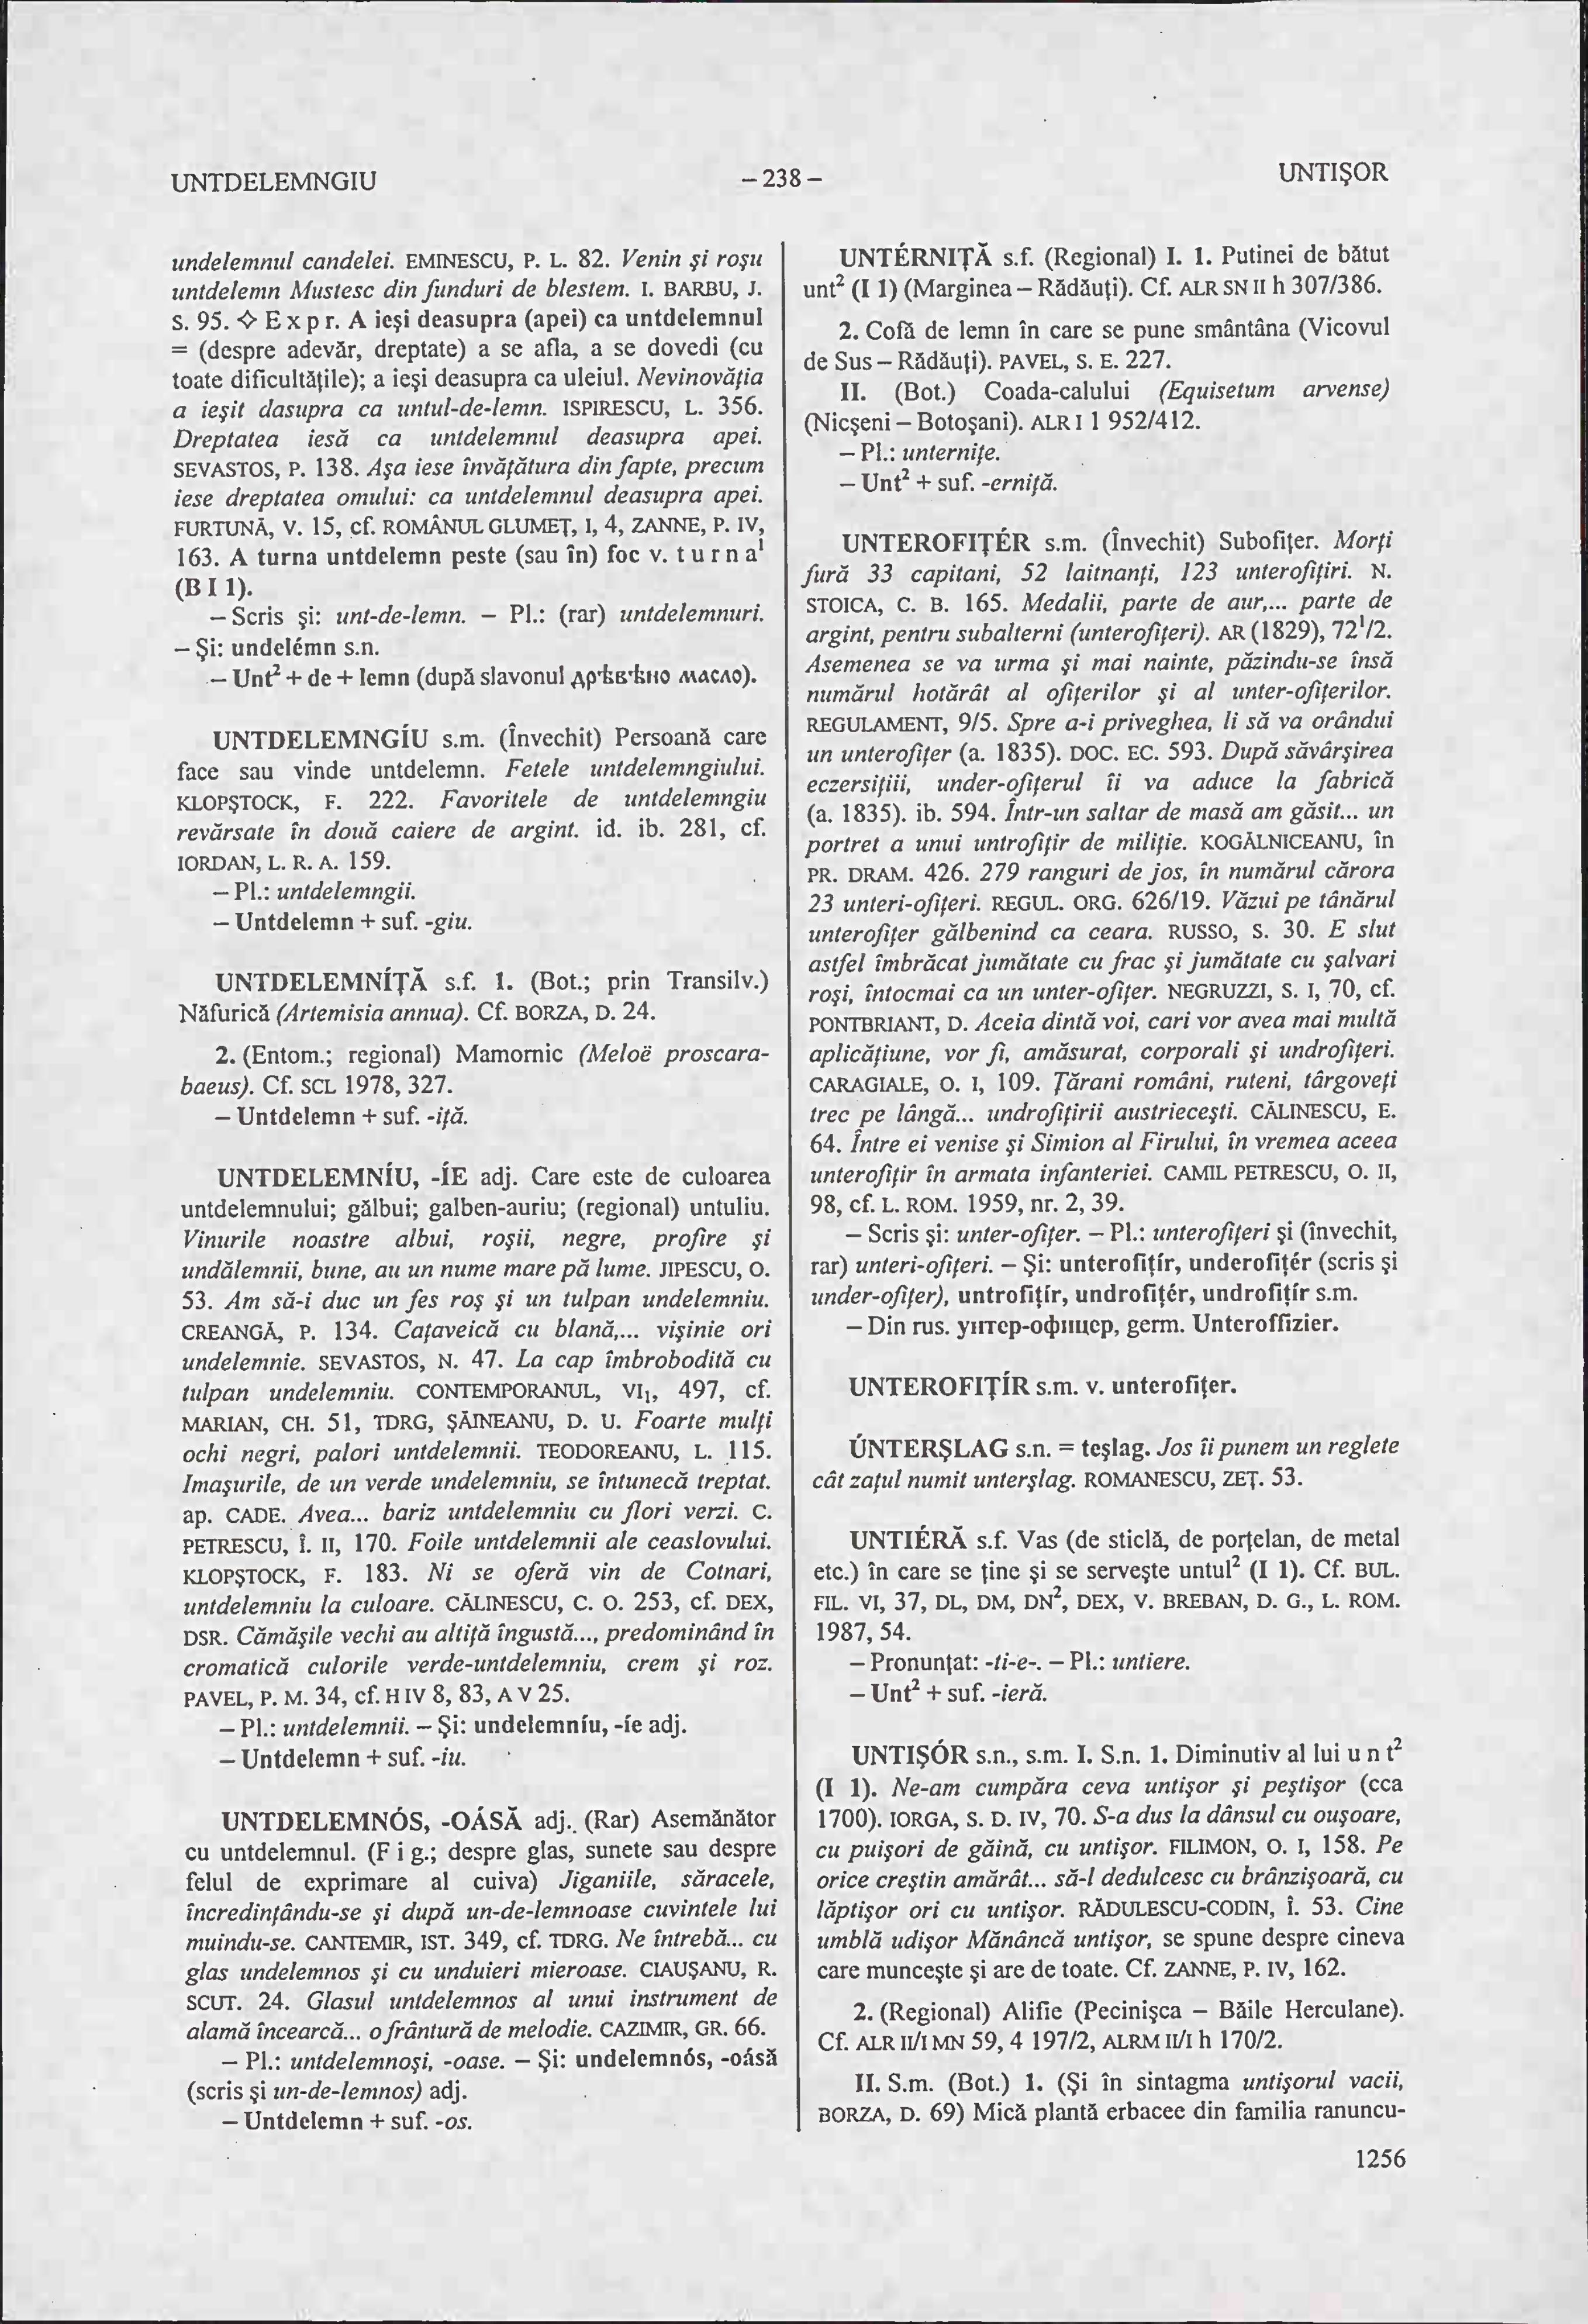 UNTDELEMNGIU
–238–
UNTIŞOR
undelemnul candelei. EMINESCU, P. L. 82. Venin şi roşu
untdelemn Mustesc din funduri de blestem. I. BARBU, J.
S. 95. ◇ Expr. A ieşi deasupra (apei) ca untdelemnul
= (despre adevăr, dreptate) a se afla, a se dovedi (cu
toate dificultăţile); a ieşi deasupra ca uleiul. Nevinovăţia
a ieşit dasupra ca untul-de-lemn. ISPIRESCU, L. 356.
Dreptatea iesă ca untdelemnul deasupra apei.
SEVASTOS, P. 138. Aşa iese învăţătura din fapte, precum
iese dreptatea omului: ca untdelemnul deasupra apei.
FURTUNĂ, V. 15, cf. ROMÂNUL GLUMEŢ, I, 4, ZANNE, P. IV,
163. A turna untdelemn peste (sau în) foc v. turna¹
(B I 1).
– Scris şi: unt-de-lemn. – Pl.: (rar) untdelemnuri.
– Şi: undelémn s.n.
– Unt² + de + lemn (după slavonul дрѣвѣно масло).
UNTDELEMNGÍU s.m. (Învechit) Persoană care
face sau vinde untdelemn. Fetele untdelemngiului.
KLOPŞTOCK, F. 222. Favoritele de untdelemngiu
revărsate în două caiere de argint. id. ib. 281, cf.
IORDAN, L. R. A. 159.
– Pl.: untdelemngii.
– Untdelemn + suf. -giu.
UNTDELEMNÍŢĂ s.f. 1. (Bot.; prin Transilv.)
Năfurică (Artemisia annua). Cf. BORZA, D. 24.
2. (Entom.; regional) Mamornic (Meloë proscara-
baeus). Cf. SCL 1978, 327.
– Untdelemn + suf. -iţă.
UNTDELEMNÍU, -ÍE adj. Care este de culoarea
untdelemnului; gălbui; galben-auriu; (regional) untuliu.
Vinurile noastre albui, roşii, negre, profire şi
undălemnii, bune, au un nume mare pă lume. JIPESCU, O.
53. Am să-i duc un fes roş şi un tulpan undelemniu.
CREANGĂ, P. 134. Caţaveică cu blană,... vişinie ori
undelemnie. SEVASTOS, N. 47. La cap îmbrobodită cu
tulpan undelemniu. CONTEMPORANUL, VI₁, 497, cf.
MARIAN, CH. 51, TDRG, ŞĂINEANU, D. U. Foarte mulţi
ochi negri, palori untdelemnii. TEODOREANU, L. 115.
Imaşurile, de un verde undelemniu, se întunecă treptat.
ap. CADE. Avea... bariz untdelemniu cu flori verzi. C.
PETRESCU, Î. II, 170. Foile untdelemnii ale ceaslovului.
KLOPŞTOCK, F. 183. Ni se oferă vin de Cotnari,
untdelemniu la culoare. CĂLINESCU, C. O. 253, cf. DEX,
DSR. Cămăşile vechi au altiţă îngustă..., predominând în
cromatică culorile verde-untdelemniu, crem şi roz.
PAVEL, P. M. 34, cf. H IV 8, 83, A V 25.
– Pl.: untdelemnii. – Şi: undelemníu, -íe adj.
– Untdelemn + suf. -iu.
UNTDELEMNÓS, -OÁSĂ adj. (Rar) Asemănător
cu untdelemnul. (Fig.; despre glas, sunete sau despre
felul de exprimare al cuiva) Jiganiile, săracele,
încredinţându-se şi după un-de-lemnoase cuvintele lui
muindu-se. CANTEMIR, IST. 349, cf. TDRG. Ne întrebă... cu
glas undelemnos şi cu unduieri mieroase. CIAUŞANU, R.
SCUT. 24. Glasul untdelemnos al unui instrument de
alamă încearcă... o frântură de melodie. CAZIMIR, GR. 66.
– Pl.: untdelemnoşi, -oase. – Şi: undelemnós, -oásă
(scris şi un-de-lemnos) adj.
– Untdelemn + suf. -os.
UNTÉRNIŢĂ s.f. (Regional) I. 1. Putinei de bătut
unt² (I 1) (Marginea – Rădăuţi). Cf. ALR SN II h 307/386.
2. Cofă de lemn în care se pune smântâna (Vicovul
de Sus – Rădăuţi). PAVEL, S. E. 227.
II. (Bot.) Coada-calului (Equisetum arvense)
(Nicşeni – Botoşani). ALR I 1 952/412.
– Pl.: unterniţe.
– Unt² + suf. -erniţă.
UNTEROFIŢÉR s.m. (Învechit) Subofiţer. Morţi
fură 33 capitani, 52 laitnanţi, 123 unterofiţiri. N.
STOICA, C. B. 165. Medalii, parte de aur,... parte de
argint, pentru subalterni (unterofiţeri). AR (1829), 72¹/2.
Asemenea se va urma şi mai nainte, păzindu-se însă
numărul hotărât al ofiţerilor şi al unter-ofiţerilor.
REGULAMENT, 9/5. Spre a-i priveghea, li să va orândui
un unterofiţer (a. 1835). DOC. EC. 593. După săvârşirea
eczersiţiii, under-ofiţerul îi va aduce la fabrică
(a. 1835). ib. 594. Într-un saltar de masă am găsit... un
portret a unui untrofiţir de miliţie. KOGĂLNICEANU, în
PR. DRAM. 426. 279 ranguri de jos, în numărul cărora
23 unteri-ofiţeri. REGUL. ORG. 626/19. Văzui pe tânărul
unterofiţer gălbenind ca ceara. RUSSO, S. 30. E slut
astfel îmbrăcat jumătate cu frac şi jumătate cu şalvari
roşi, întocmai ca un unter-ofiţer. NEGRUZZI, S. I, 70, cf.
PONTBRIANT, D. Aceia dintă voi, cari vor avea mai multă
aplicăţiune, vor fi, amăsurat, corporali şi undrofiţeri.
CARAGIALE, O. I, 109. Ţărani români, ruteni, târgoveţi
trec pe lângă... undrofiţirii austrieceşti. CĂLINESCU, E.
64. Între ei venise şi Simion al Firului, în vremea aceea
unterofiţir în armata infanteriei. CAMIL PETRESCU, O. II,
98, cf. L. ROM. 1959, nr. 2, 39.
– Scris şi: unter-ofiţer. – Pl.: unterofiţeri şi (învechit,
rar) unteri-ofiţeri. – Şi: unterofiţír, underofiţér (scris şi
under-ofiţer), untrofiţír, undrofiţér, undrofiţír s.m.
– Din rus. унтер-офицер, germ. Unteroffizier.
UNTEROFIŢÍR s.m. v. unterofiţer.
ÚNTERŞLAG s.n. = teşlag. Jos îi punem un reglete
cât zaţul numit unterşlag. ROMANESCU, ZEŢ. 53.
UNTIÉRĂ s.f. Vas (de sticlă, de porţelan, de metal
etc.) în care se ţine şi se serveşte untul² (I 1). Cf. BUL.
FIL. VI, 37, DL, DM, DN², DEX, V. BREBAN, D. G., L. ROM.
1987, 54.
– Pronunţat: -ti-e-. – Pl.: untiere.
– Unt² + suf. -ieră.
UNTIŞÓR s.n., s.m. I. S.n. 1. Diminutiv al lui unt²
(I 1). Ne-am cumpăra ceva untişor şi peştişor (cca
1700). IORGA, S. D. IV, 70. S-a dus la dânsul cu ouşoare,
cu puişori de găină, cu untişor. FILIMON, O. I, 158. Pe
orice creştin amărât... să-l dedulcesc cu brânzişoară, cu
lăptişor ori cu untişor. RĂDULESCU-CODIN, Î. 53. Cine
umblă udişor Mănâncă untişor, se spune despre cineva
care munceşte şi are de toate. Cf. ZANNE, P. IV, 162.
2. (Regional) Alifie (Pecinişca – Băile Herculane).
Cf. ALR II/I MN 59, 4 197/2, ALRM II/I h 170/2.
II. S.m. (Bot.) 1. (Şi în sintagma untişorul vacii,
BORZA, D. 69) Mică plantă erbacee din familia ranuncu-
1256